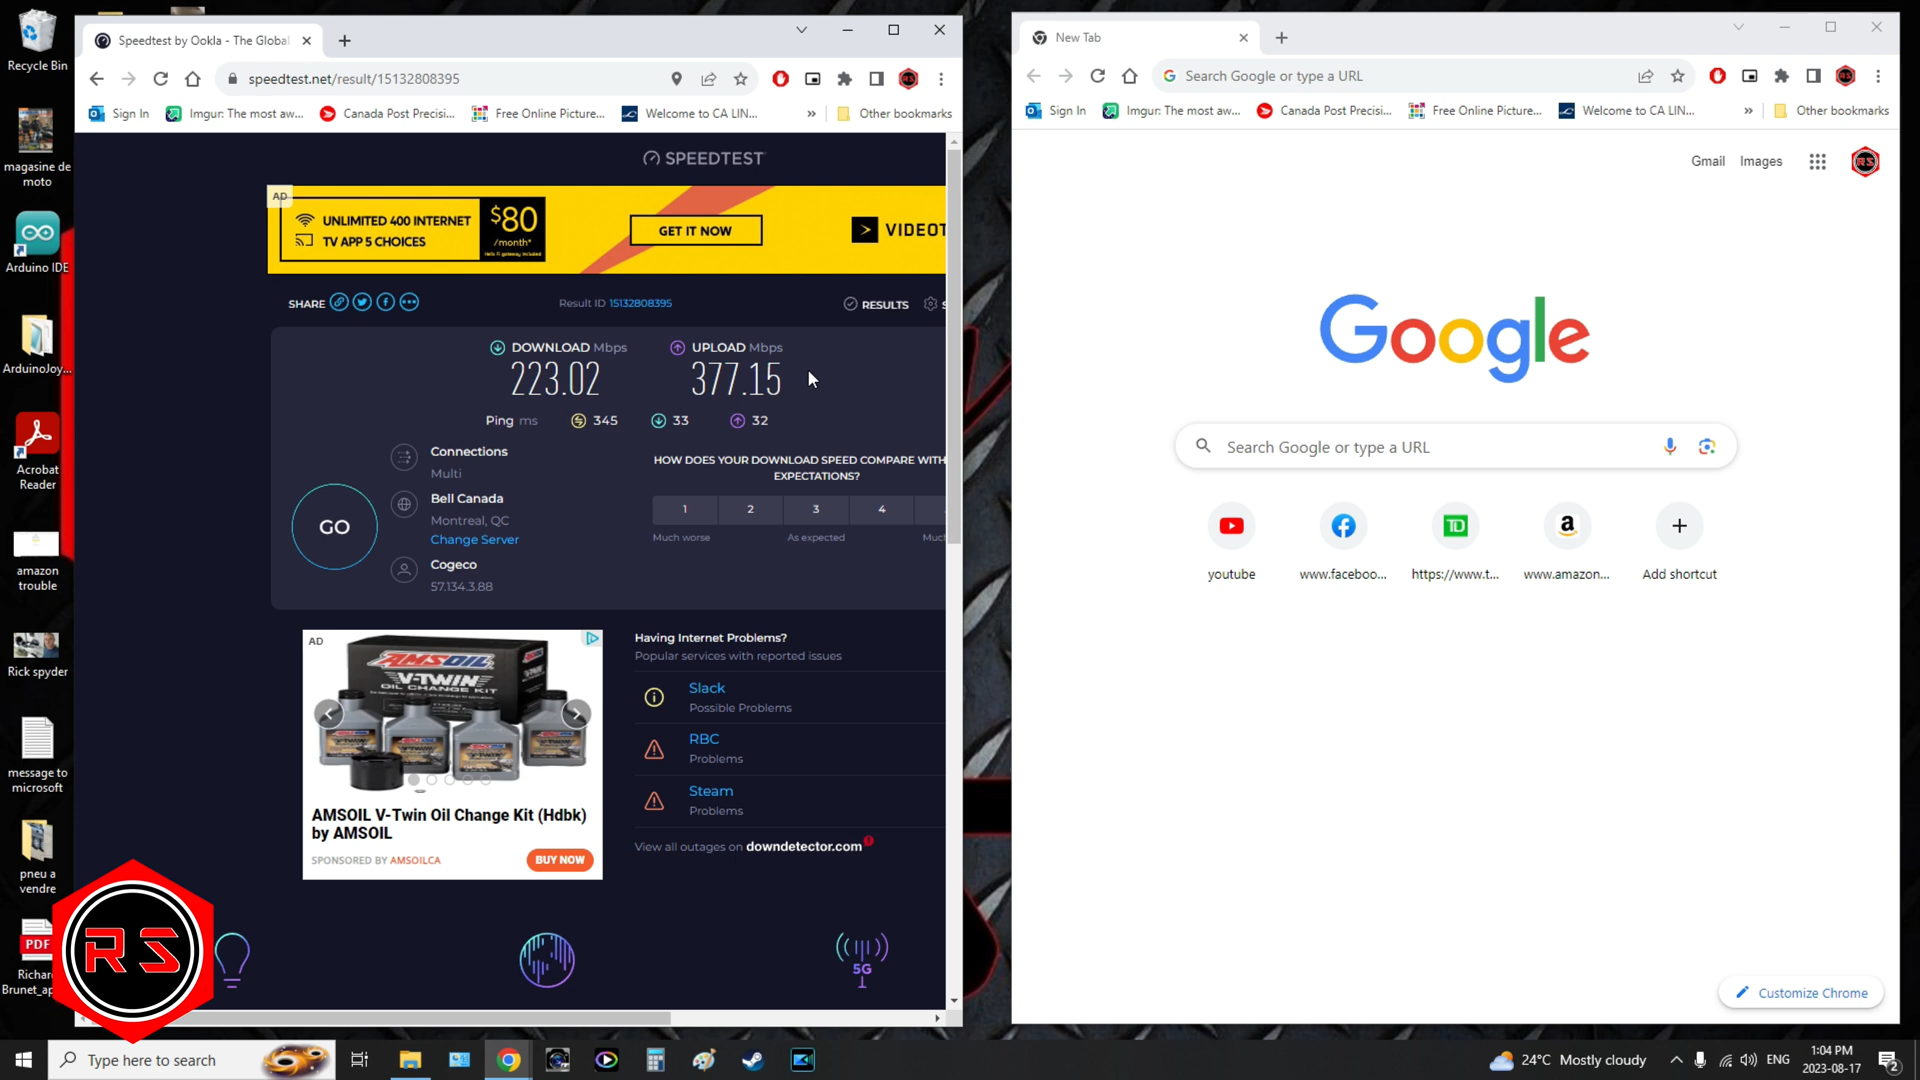 Recycle Bin
magasine de
moto
Arduino IDE
ArduinoJoy...
Acrobat
Reader
amazon
trouble
Rick spyder
message to
microsoft
pneu a
vendre
PDF
Richar
Brunet_ap
RS
Speedtest by Ookla - The Global
speedtest.net/result/15132808395
Sign In
Imgur: The most aw...
Canada Post Precisi...
Free Online Picture...
Welcome to CA LIN...
»
Other bookmarks
SPEEDTEST
AD
UNLIMITED 400 INTERNET
TV APP 5 CHOICES
$80
/month*
GET IT NOW
VIDEOT
SHARE
Result ID 15132808395
RESULTS
S
DOWNLOAD Mbps
223.02
UPLOAD Mbps
377.15
Ping ms
345
33
32
Connections
Multi
Bell Canada
Montreal, QC
Change Server
Cogeco
57.134.3.88
GO
HOW DOES YOUR DOWNLOAD SPEED COMPARE WITH
EXPECTATIONS?
1 2 3 4
Much worse
As expected
Muc
AD
AMSOIL
V-TWIN
OIL CHANGE KIT
AMSOIL V-Twin Oil Change Kit (Hdbk)
by AMSOIL
SPONSORED BY AMSOILCA
BUY NOW
Having Internet Problems?
Popular services with reported issues
Slack
Possible Problems
RBC
Problems
Steam
Problems
View all outages on downdetector.com
5G
New Tab
Search Google or type a URL
Sign In
Imgur: The most aw...
Canada Post Precisi...
Free Online Picture...
Welcome to CA LIN...
»
Other bookmarks
Gmail
Images
RS
Google
Search Google or type a URL
TD
youtube
www.faceboo...
https://www.t...
www.amazon...
Add shortcut
Customize Chrome
Type here to search
24°C Mostly cloudy
ENG
1:04 PM
2023-08-17
2